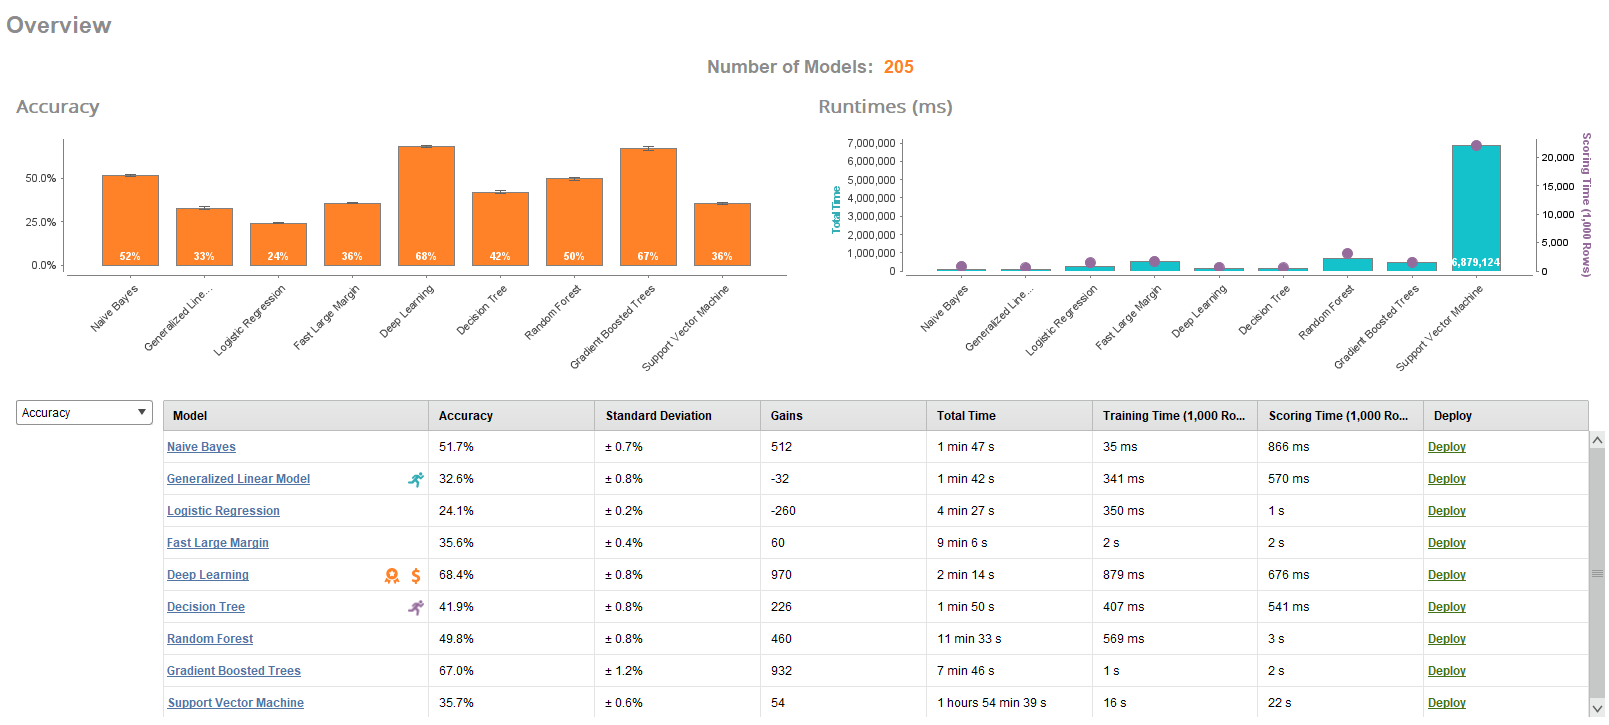 Overview
Number of Models: 205
Accuracy
50.0%
25.0%
0.0%
52%
33%
24%
36%
68%
42%
50%
67%
36%
Naive Bayes
Generalized Line...
Logistic Regression
Fast Large Margin
Deep Learning
Decision Tree
Random Forest
Gradient Boosted Trees
Support Vector Machine
Runtimes (ms)
Total Time
7,000,000
6,000,000
5,000,000
4,000,000
3,000,000
2,000,000
1,000,000
0
6,879,124
20,000
15,000
10,000
5,000
0
Scoring Time (1,000 Rows)
Naive Bayes
Generalized Line...
Logistic Regression
Fast Large Margin
Deep Learning
Decision Tree
Random Forest
Gradient Boosted Trees
Support Vector Machine
Accuracy
Model Accuracy Standard Deviation Gains Total Time Training Time (1,000 Ro... Scoring Time (1,000 Ro... Deploy
Naive Bayes 51.7% ± 0.7% 512 1 min 47 s 35 ms 866 ms Deploy
Generalized Linear Model 32.6% ± 0.8% -32 1 min 42 s 341 ms 570 ms Deploy
Logistic Regression 24.1% ± 0.2% -260 4 min 27 s 350 ms 1 s Deploy
Fast Large Margin 35.6% ± 0.4% 60 9 min 6 s 2 s 2 s Deploy
Deep Learning $ 68.4% ± 0.8% 970 2 min 14 s 879 ms 676 ms Deploy
Decision Tree 41.9% ± 0.8% 226 1 min 50 s 407 ms 541 ms Deploy
Random Forest 49.8% ± 0.8% 460 11 min 33 s 569 ms 3 s Deploy
Gradient Boosted Trees 67.0% ± 1.2% 932 7 min 46 s 1 s 2 s Deploy
Support Vector Machine 35.7% ± 0.6% 54 1 hours 54 min 39 s 16 s 22 s Deploy